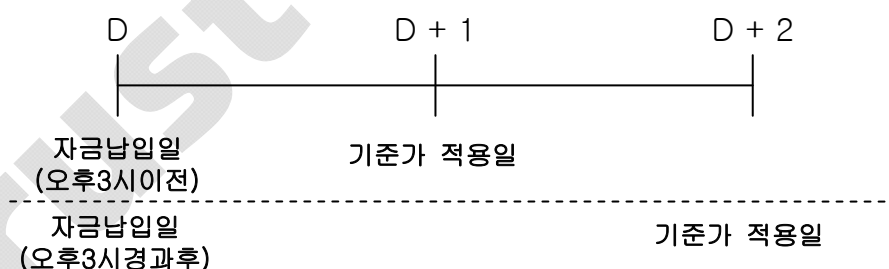 D D + 1 D + 2
자금납입일 기준가 적용일
(오후3시이전)
자금납입일 기준가 적용일
(오후3시경과후)
rust